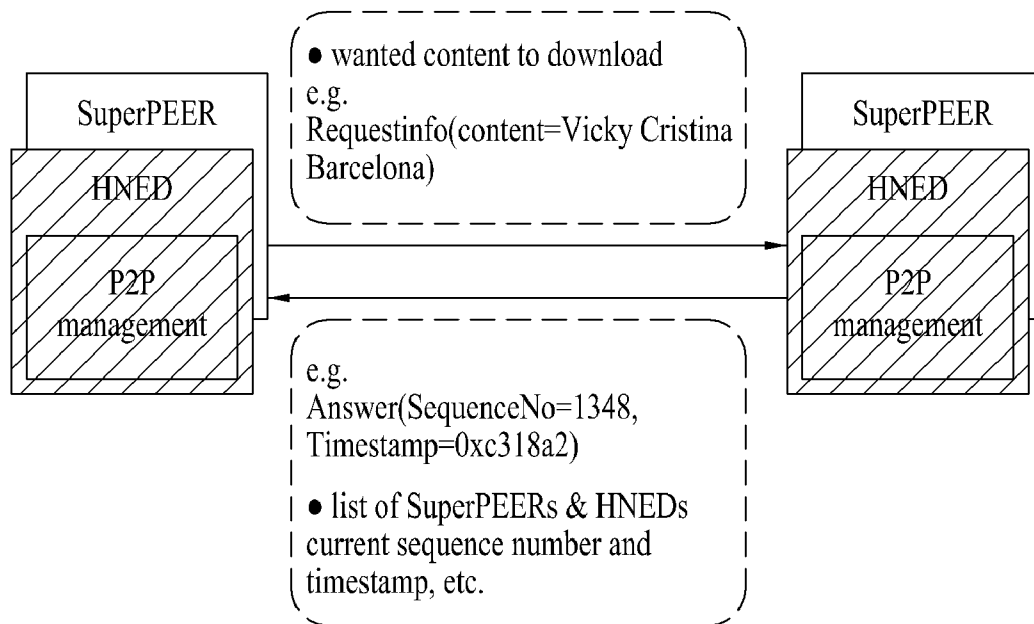 SuperPEER
HNED
P2P
management
● wanted content to download
e.g.
Requestinfo(content=Vicky Cristina
Barcelona)
e.g.
Answer(SequenceNo=1348,
Timestamp=0xc318a2)
● list of SuperPEERs & HNEDs
current sequence number and
timestamp, etc.
SuperPEER
HNED
P2P
management